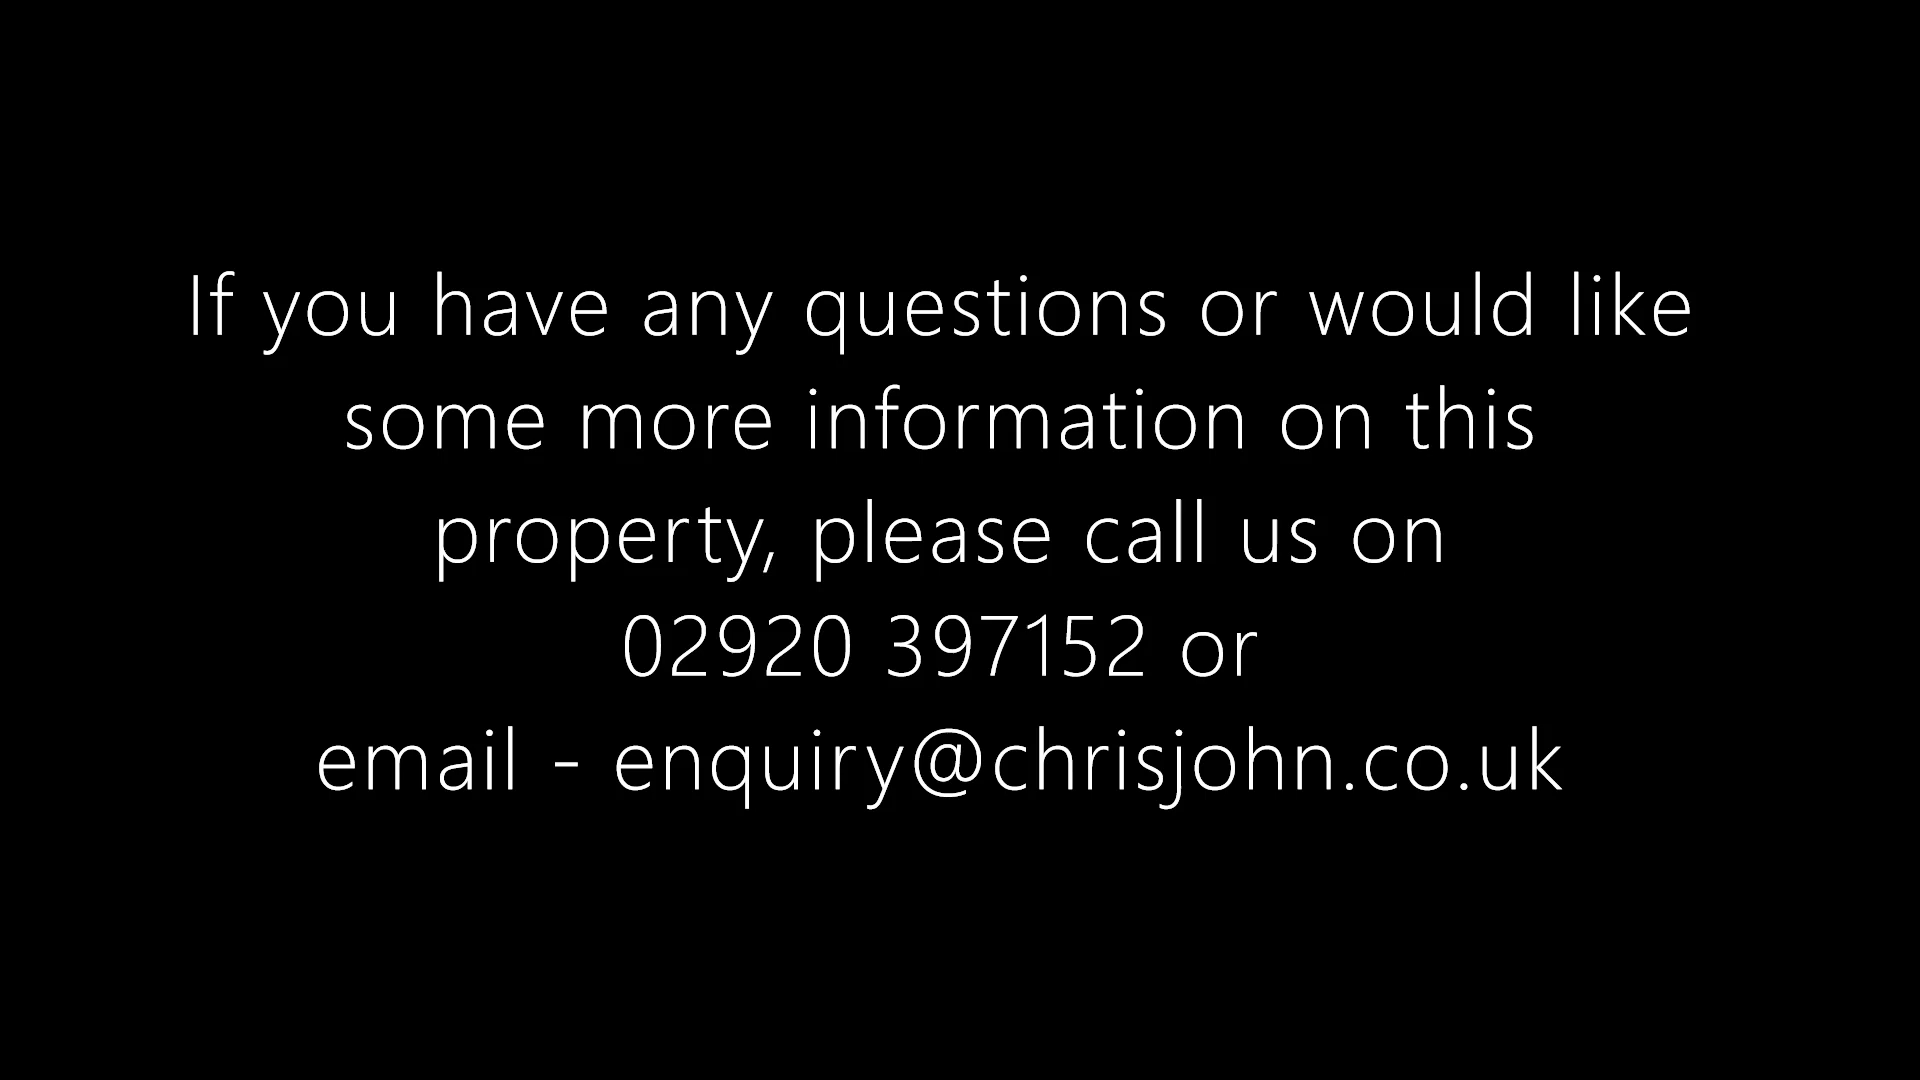 If you have any questions or would like
some more information on this
property, please call us on
02920 397152 or
email - enquiry@chrisjohn.co.uk